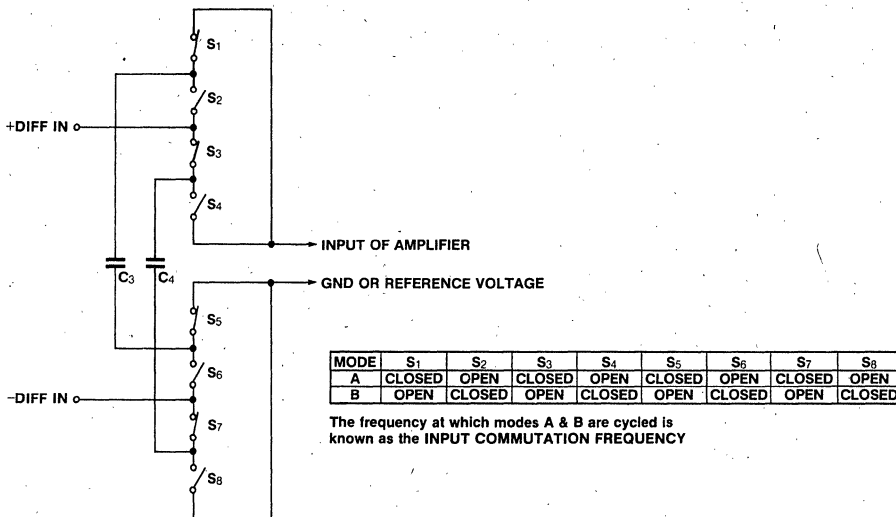 S1
S2
+DIFF IN
S3
S4
INPUT OF AMPLIFIER
C3
C4
GND OR REFERENCE VOLTAGE
S5
S6
-DIFF IN
S7
S8
MODE S1 S2 S3 S4 S5 S6 S7 S8
A CLOSED OPEN CLOSED OPEN CLOSED OPEN CLOSED OPEN
B OPEN CLOSED OPEN CLOSED OPEN CLOSED OPEN CLOSED
The frequency at which modes A & B are cycled is
known as the INPUT COMMUTATION FREQUENCY